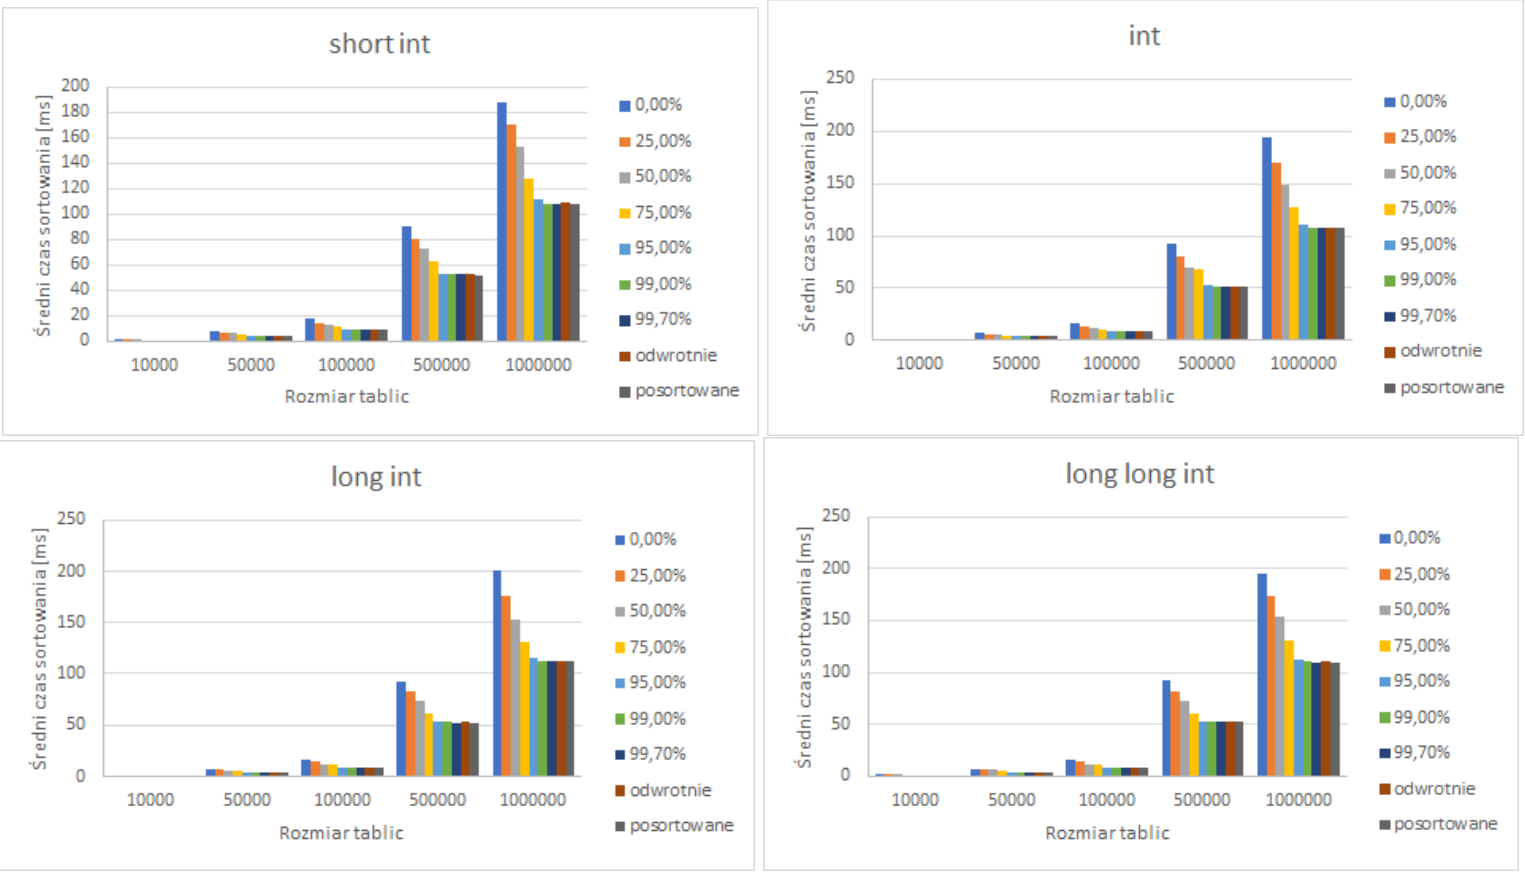 short int
Średni czas sortowania [ms]
200
180
160
140
120
100
80
60
40
20
0
10000 50000 100000 500000 1000000
Rozmiar tablic
0,00%
25,00%
50,00%
75,00%
95,00%
99,00%
99,70%
odwrotnie
posortowane
int
Średni czas sortowania [ms]
250
200
150
100
50
0
10000 50000 100000 500000 1000000
Rozmiar tablic
0,00%
25,00%
50,00%
75,00%
95,00%
99,00%
99,70%
odwrotnie
posortowane
long int
Średni czas sortowania [ms]
250
200
150
100
50
0
10000 50000 100000 500000 1000000
Rozmiar tablic
0,00%
25,00%
50,00%
75,00%
95,00%
99,00%
99,70%
odwrotnie
posortowane
long long int
Średni czas sortowania [ms]
250
200
150
100
50
0
10000 50000 100000 500000 1000000
Rozmiar tablic
0,00%
25,00%
50,00%
75,00%
95,00%
99,00%
99,70%
odwrotnie
posortowane